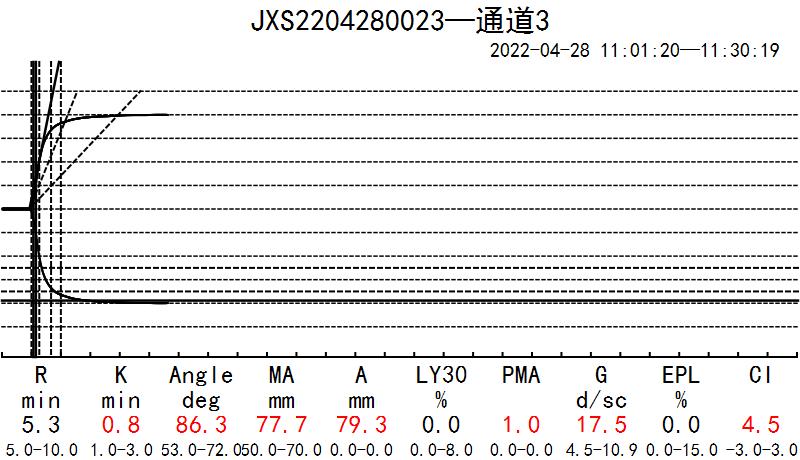 JXS2204280023—通道3
2022-04-28 11:01:20—11:30:19
R K Angle MA A LY30 PMA G EPL CI
min min deg mm mm % d/sc %
5.3 0.8 86.3 77.7 79.3 0.0 1.0 17.5 0.0 4.5
5.0-10.0 1.0-3.0 53.0-72.0 50.0-70.0 0.0-0.0 0.0-8.0 0.0-0.0 4.5-10.9 0.0-15.0 -3.0-3.0